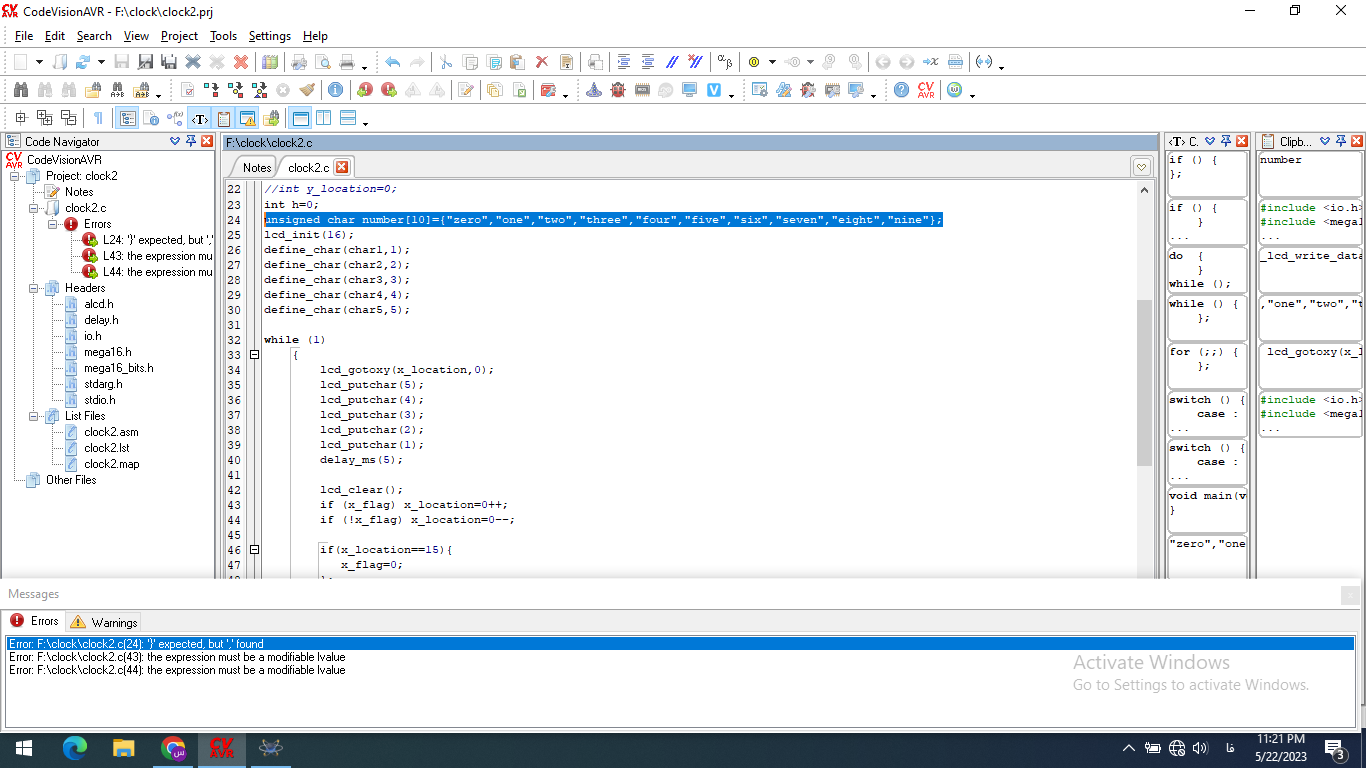 CodeVisionAVR - F:\clock\clock2.prj
File Edit Search View Project Tools Settings Help
Code Navigator
CodeVisionAVR
Project: clock2
Notes
clock2.c
Errors
L24: '}' expected, but ','
L43: the expression mu
L44: the expression mu
Headers
alcd.h
delay.h
io.h
mega16.h
mega16_bits.h
stdarg.h
stdio.h
List Files
clock2.asm
clock2.lst
clock2.map
Other Files
F:\clock\clock2.c
Notes clock2.c
22 //int y_location=0;
23 int h=0;
24 unsigned char number[10]={"zero","one","two","three","four","five","six","seven","eight","nine"};
25 lcd_init(16);
26 define_char(char1,1);
27 define_char(char2,2);
28 define_char(char3,3);
29 define_char(char4,4);
30 define_char(char5,5);
31
32 while (1)
33 {
34 lcd_gotoxy(x_location,0);
35 lcd_putchar(5);
36 lcd_putchar(4);
37 lcd_putchar(3);
38 lcd_putchar(2);
39 lcd_putchar(1);
40 delay_ms(5);
41
42 lcd_clear();
43 if (x_flag) x_location=0++;
44 if (!x_flag) x_location=0--;
45
46 if(x_location==15){
47 x_flag=0;
<T> C.
if () {
};
if () {
}
...
do {
}
while ();
while () {
};
for (;;) {
};
switch () {
case :
...
switch () {
case :
...
void main(v
}
"zero","one
Clipb...
number
#include <io.h>
#include <mega1
...
_lcd_write_data
,"one","two","t
lcd_gotoxy(x_l
#include <io.h>
#include <mega1
...
Messages
Errors Warnings
Error: F:\clock\clock2.c(24): '}' expected, but ',' found
Error: F:\clock\clock2.c(43): the expression must be a modifiable lvalue
Error: F:\clock\clock2.c(44): the expression must be a modifiable lvalue
Activate Windows
Go to Settings to activate Windows.
فا
11:21 PM
5/22/2023
3